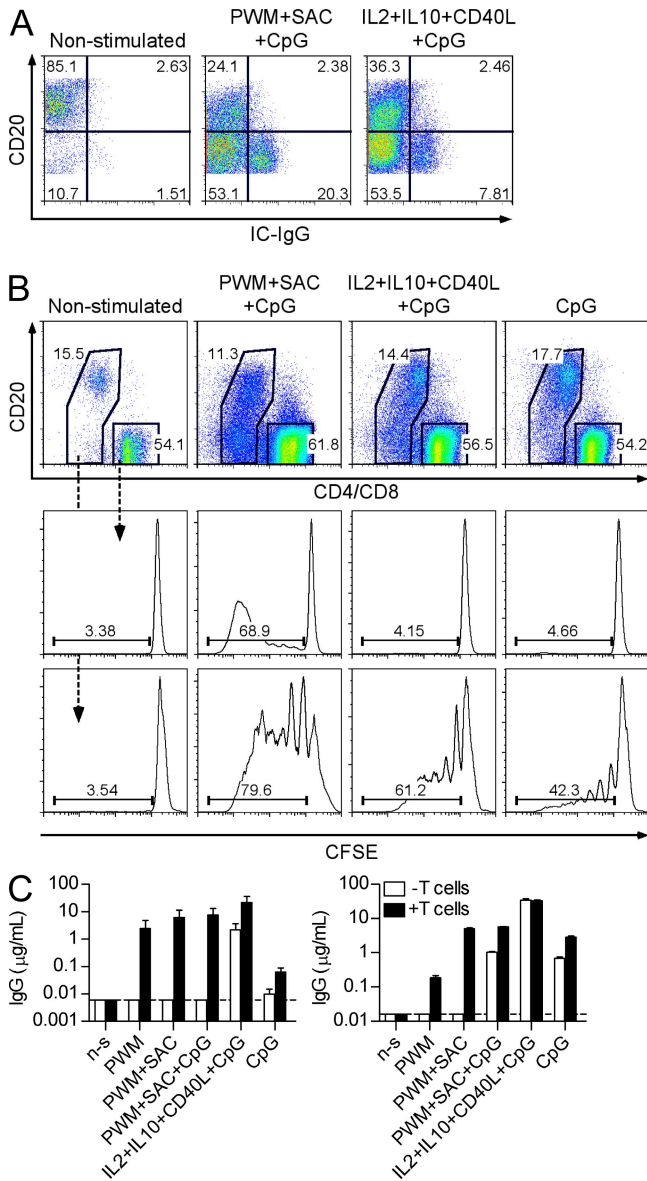 A
Non-stimulated
PWM+SAC
+CpG
IL2+IL10+CD40L
+CpG
85.1 2.63
10.7 1.51
24.1 2.38
53.1 20.3
36.3 2.46
53.5 7.81
CD20
IC-IgG
B
Non-stimulated
PWM+SAC
+CpG
IL2+IL10+CD40L
+CpG
CpG
15.5 54.1
11.3 61.8
14.4 56.5
17.7 54.2
CD20
CD4/CD8
3.38 68.9 4.15 4.66
3.54 79.6 61.2 42.3
CFSE
C
100
10
1
0.1
0.01
0.001
IgG (µg/mL)
n-s
PWM
PWM+SAC
PWM+SAC+CpG
IL2+IL10+CD40L+CpG
CpG
100
10
1
0.1
0.01
IgG (µg/mL)
-T cells
+T cells
n-s
PWM
PWM+SAC
PWM+SAC+CpG
IL2+IL10+CD40L+CpG
CpG